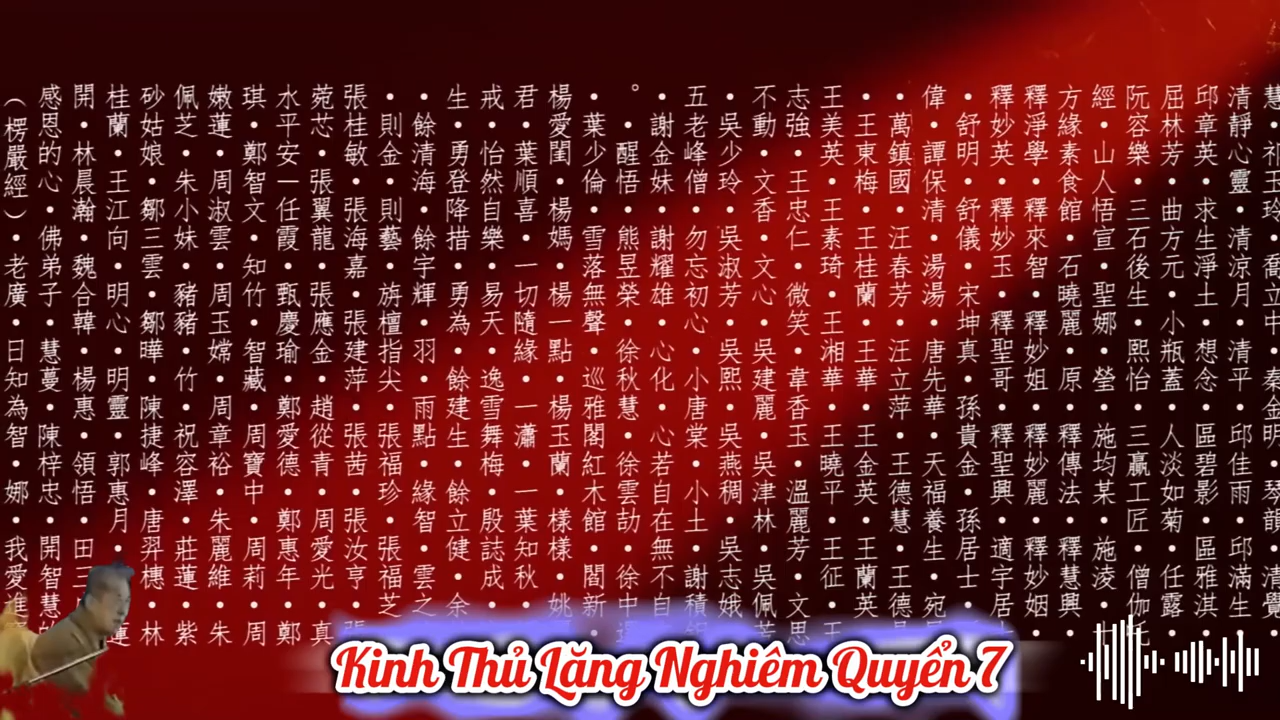 慧・祁玉玲・喬立中・秦金明・琴龍・清覺
清靜心靈・清涼月・清平・邱佳雨・邱滿生・
邱章英・求生淨土・想念・區碧影・區雅淇・
屈林芳・曲方元・小瓶蓋・人淡如菊・任露・
阮容樂・三石後生・熙怡・三贏工匠・僧伽吒
經・山人悟宣・聖娜・瑩・施均某・施淩・
方緣素食館・石曉麗・原・釋傳法・釋慧興・
釋淨學・釋來智・釋妙姐・釋妙麗・釋妙姻・
釋妙英・釋妙玉・釋聖哥・釋聖興・適宇居
・舒明・舒儀・宋坤真・孫貴金・孫居士・
偉・譚保清・湯湯・唐先華・天福養生・宛
・萬鎮國・汪春芳・汪立萍・王德慧・王德
・王東梅・王桂蘭・王華・王金英・王蘭英
王美英・王素琦・王湘華・王曉平・王征・王
志強・王忠仁・微笑・韋香玉・溫麗芳・文思
不動・文香・文心・吳建麗・吳津林・吳佩
・吳少玲・吳淑芳・吳熙・吳燕稠・吳志娥・
五老峰僧・勿忘初心・小唐棠・小土・謝積
・謝金妹・謝耀雄・心化・心若自在無不自
。・醒悟・熊昱榮・徐秋慧・徐雲劼・徐中
・葉少倫・雪落無聲・巡雅閣紅木館・閻新・
楊愛閨・楊媽・楊一點・楊玉蘭・樣樣・姚
君・葉順喜・一切隨緣・一瀟・一葉知秋・
戒・怡然自樂・易天・逸雪舞梅・殷誌成・
生・勇登降措・勇為・餘建生・餘立健・余
・餘清海・餘宇輝・羽・雨點・緣智・雲之
・則金・則藝・旃檀指尖・張福珍・張福芝
張桂敏・張海嘉・張建萍・張茜・張汝亨・張
菀芯・張翼龍・張應金・趙從青・周愛光・真
水平安一任霞・甄慶瑜・鄭愛德・鄭惠年・鄭
琪・鄭智文・知竹・智藏・周寶中・周莉・周
嫩蓮・周淑雲・周玉嫦・周章裕・朱麗維・朱
佩芝・朱小妹・豬豬・竹・祝容澤・莊蓮・紫
砂姑娘・鄒三雲・鄒曄・陳捷峰・唐羿橞・林
桂蘭・王江向・明心・明靈・郭惠月・
開・林晨瀚・魏合韓・楊惠・領悟・田三
感恩的心・佛弟子・慧蔓・陳梓忠・開智慧
（楞嚴經）・老廣・日知為智・娜・我愛進
Kinh Thủ Lăng Nghiêm Quyển 7